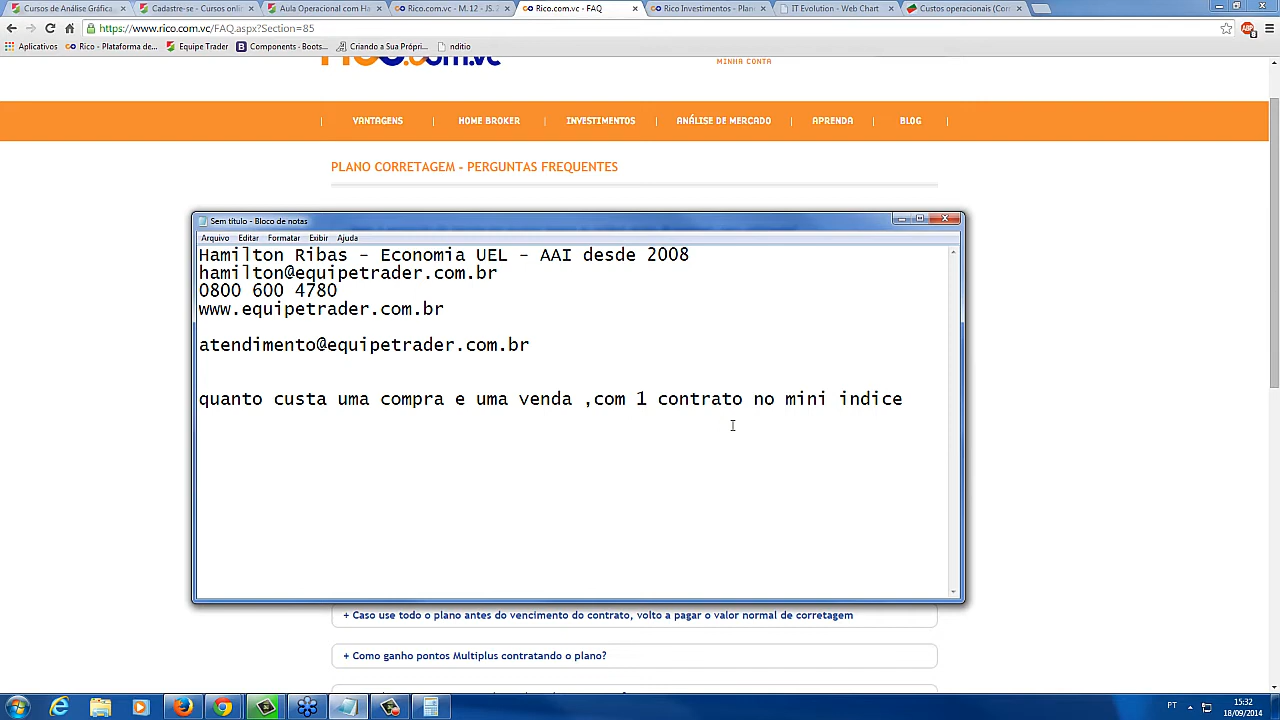 Cursos de Análise Gráfica
Cadastre-se - Cursos onlin
Aula Operacional com Ha
Rico.com.vc - M. 12 - JS. 2
Rico.com.vc - FAQ
Rico Investimentos - Plan
IT Evolution - Web Chart
Custos operacionais (Cor
https://www.rico.com.vc/FAQ.aspx?Section=85
Aplicativos
Rico - Plataforma de...
Equipe Trader
Components · Boots...
Criando a Sua Própri...
nditio
MINHA CONTA
VANTAGENS
HOME BROKER
INVESTIMENTOS
ANÁLISE DE MERCADO
APRENDA
BLOG
PLANO CORRETAGEM - PERGUNTAS FREQUENTES
Sem título - Bloco de notas
Arquivo Editar Formatar Exibir Ajuda
Hamilton Ribas - Economia UEL - AAI desde 2008
hamilton@equipetrader.com.br
0800 600 4780
www.equipetrader.com.br
atendimento@equipetrader.com.br
quanto custa uma compra e uma venda ,com 1 contrato no mini indice
+ Caso use todo o plano antes do vencimento do contrato, volto a pagar o valor normal de corretagem
+ Como ganho pontos Multiplus contratando o plano?
PT
15:32
18/09/2014